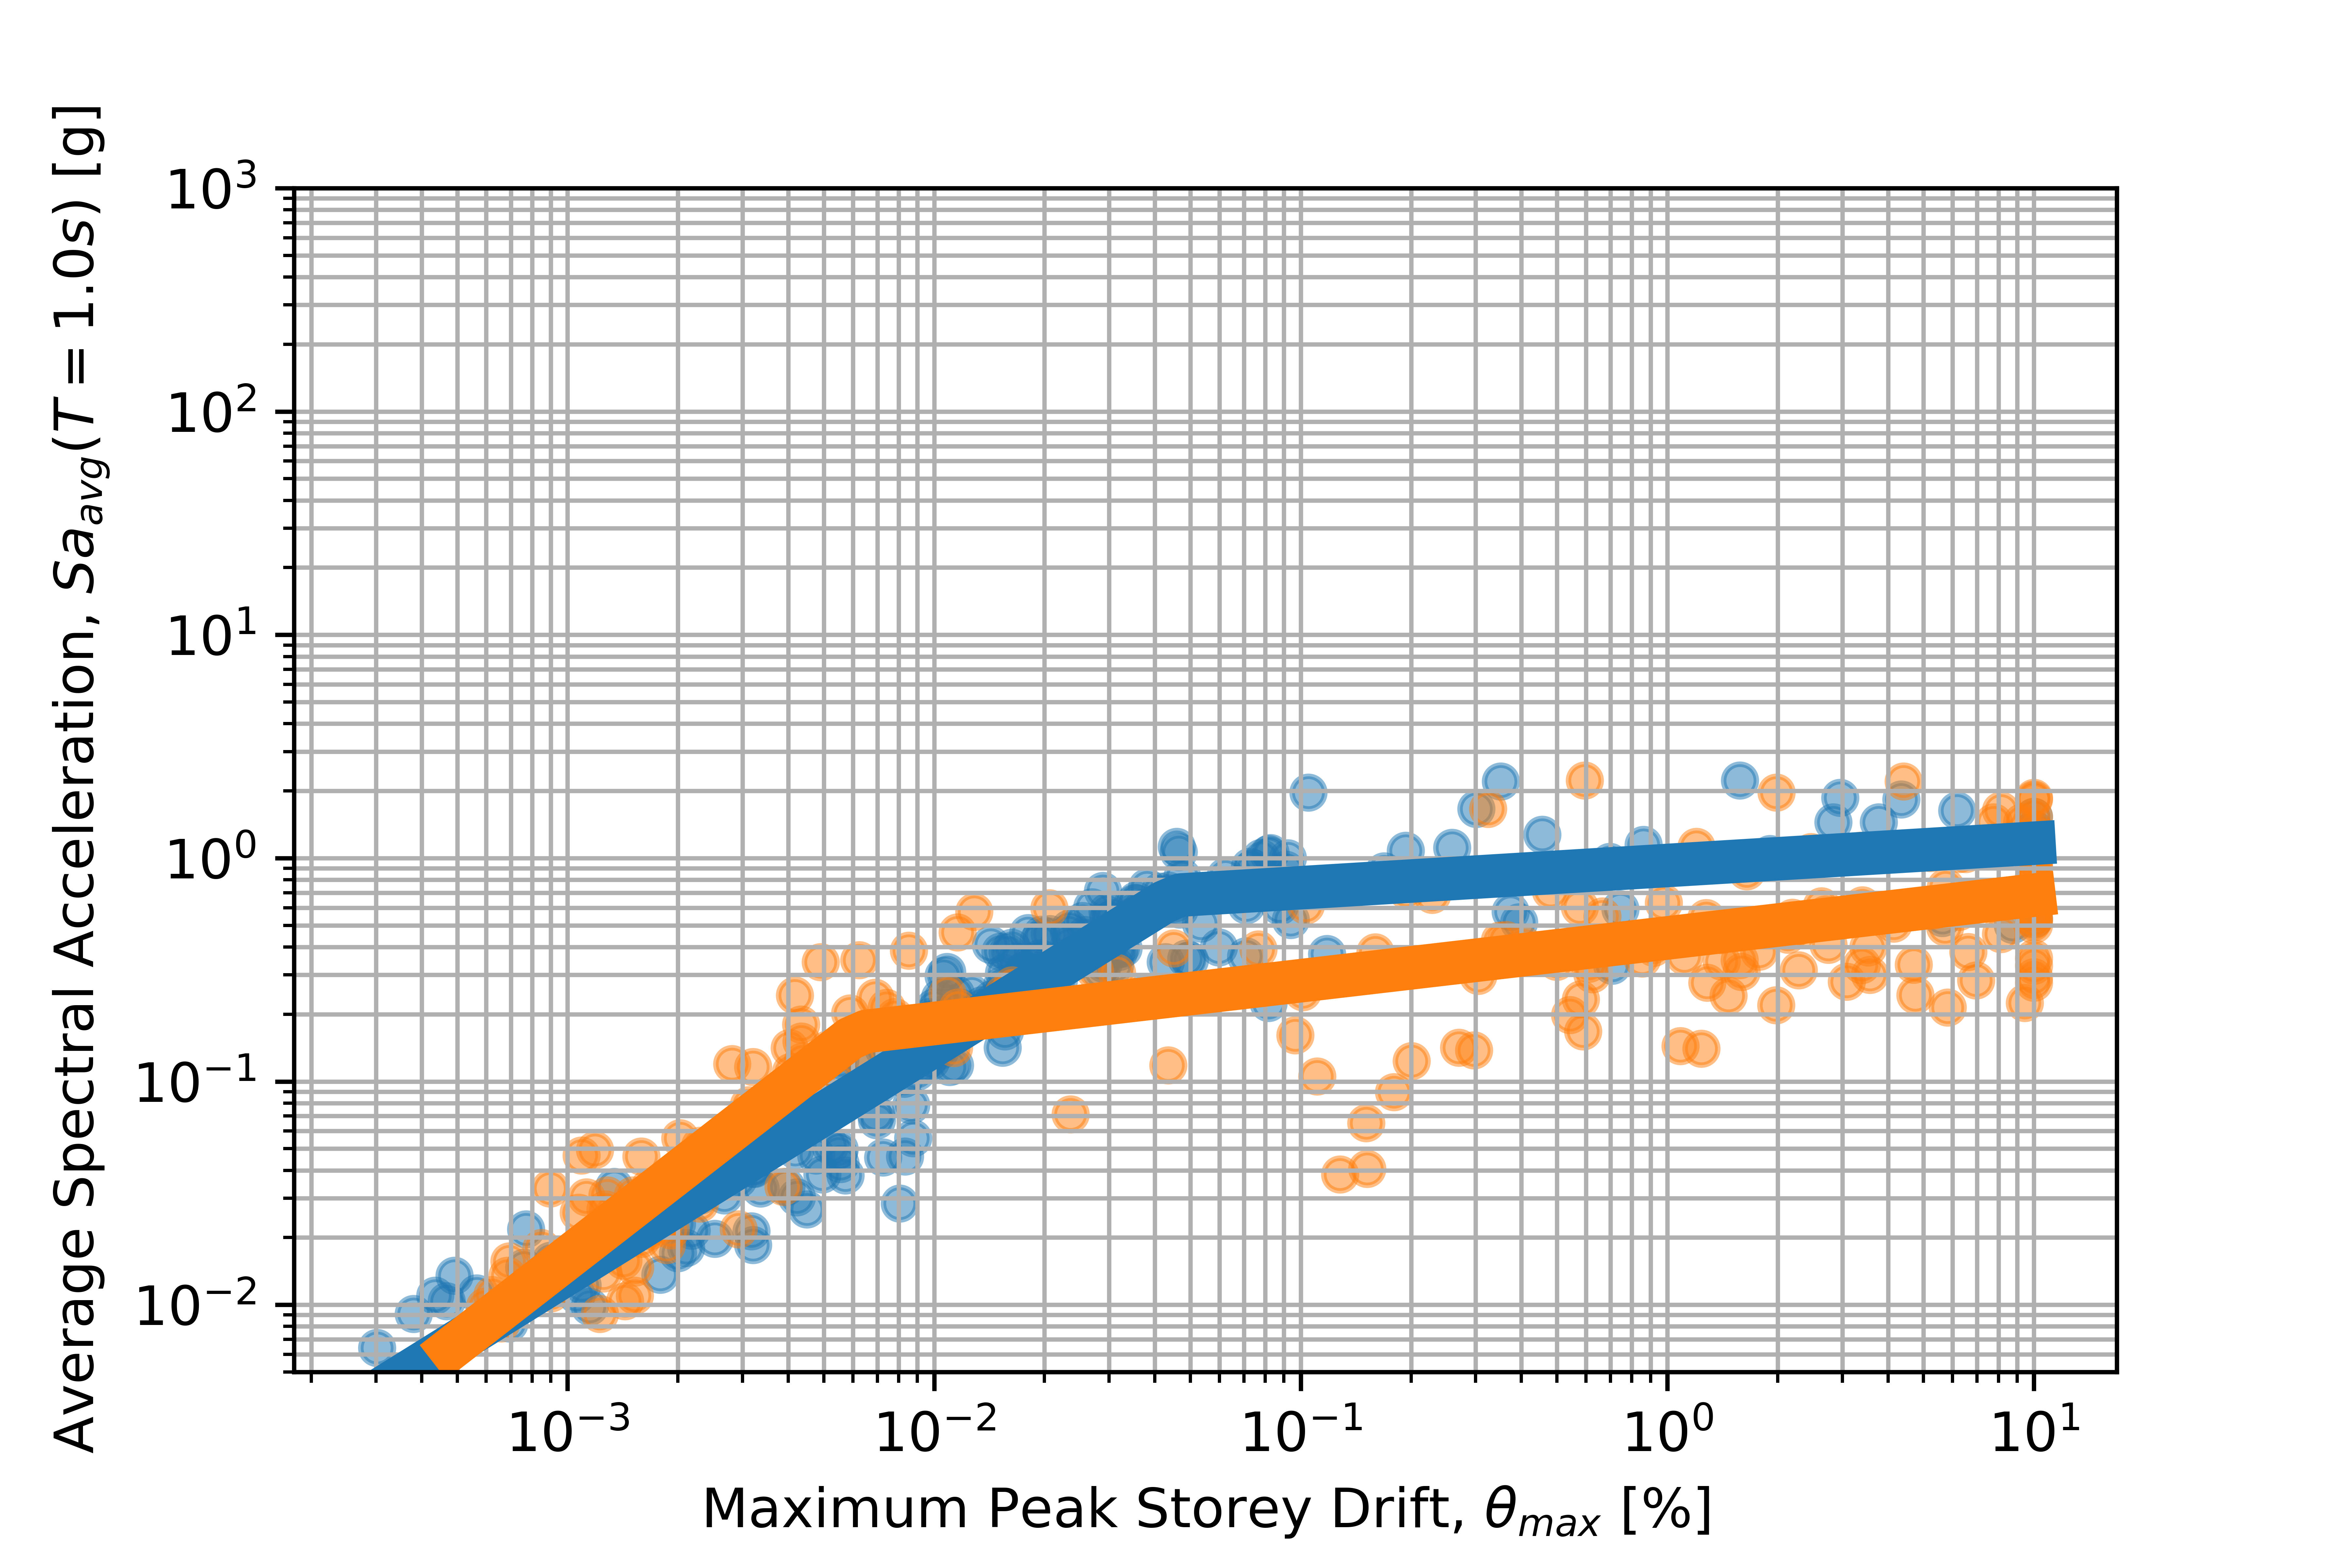 Average Spectral Acceleration, Sa_avg(T = 1.0s) [g]
10^3
10^2
10^1
10^0
10^−1
10^−2
10^−3 10^−2 10^−1 10^0 10^1
Maximum Peak Storey Drift, θ_max [%]